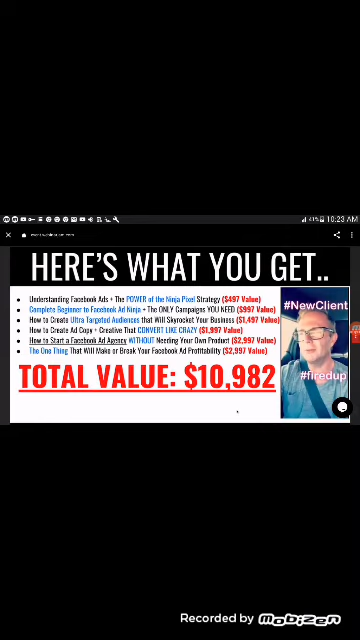 41% 10:23 AM
HERE'S WHAT YOU GET..
Understanding Facebook Ads + The POWER of the Ninja Pixel Strategy ($497 Value)
Complete Beginner to Facebook Ad Ninja + The ONLY Campaigns YOU NEED ($997 Value)
How to Create Ultra Targeted Audiences that Will Skyrocket Your Business ($1,497 Value)
How to Create Ad Copy + Creative That CONVERT LIKE CRAZY ($1,997 Value)
How to Start a Facebook Ad Agency WITHOUT Needing Your Own Product ($2,997 Value)
The One Thing That Will Make or Break Your Facebook Ad Profitability ($2,997 Value)
TOTAL VALUE: $10,982
#NewClient
#firedup
Recorded by mobizen